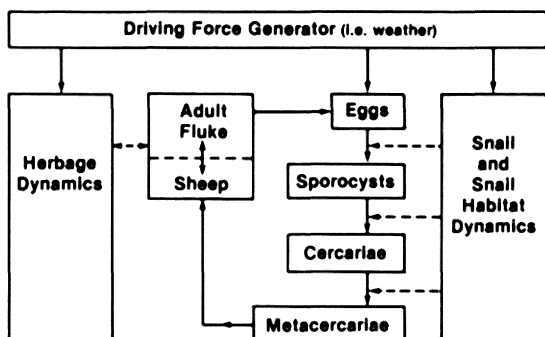 Driving Force Generator (i.e. weather)
Herbage
Dynamics
Adult
Fluke
Sheep
Eggs
Sporocysts
Cercariae
Metacercariae
Snail
and
Snail
Habitat
Dynamics